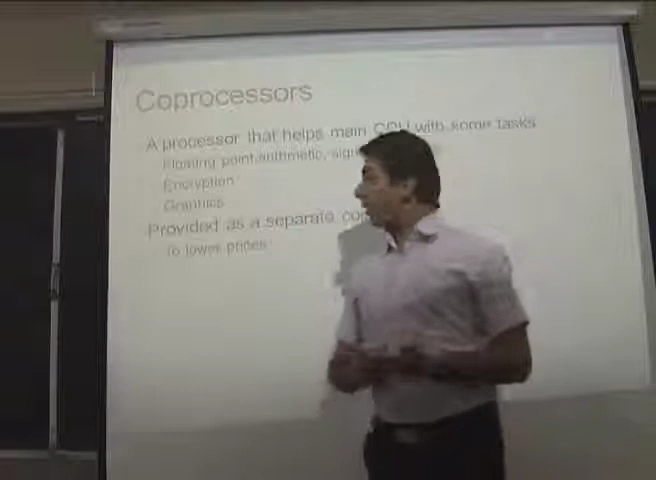 Coprocessors
A processor that helps main CPU with some tasks
Floating point arithmetic,
Encryption
Graphics
Provided as a separate
To lower prices